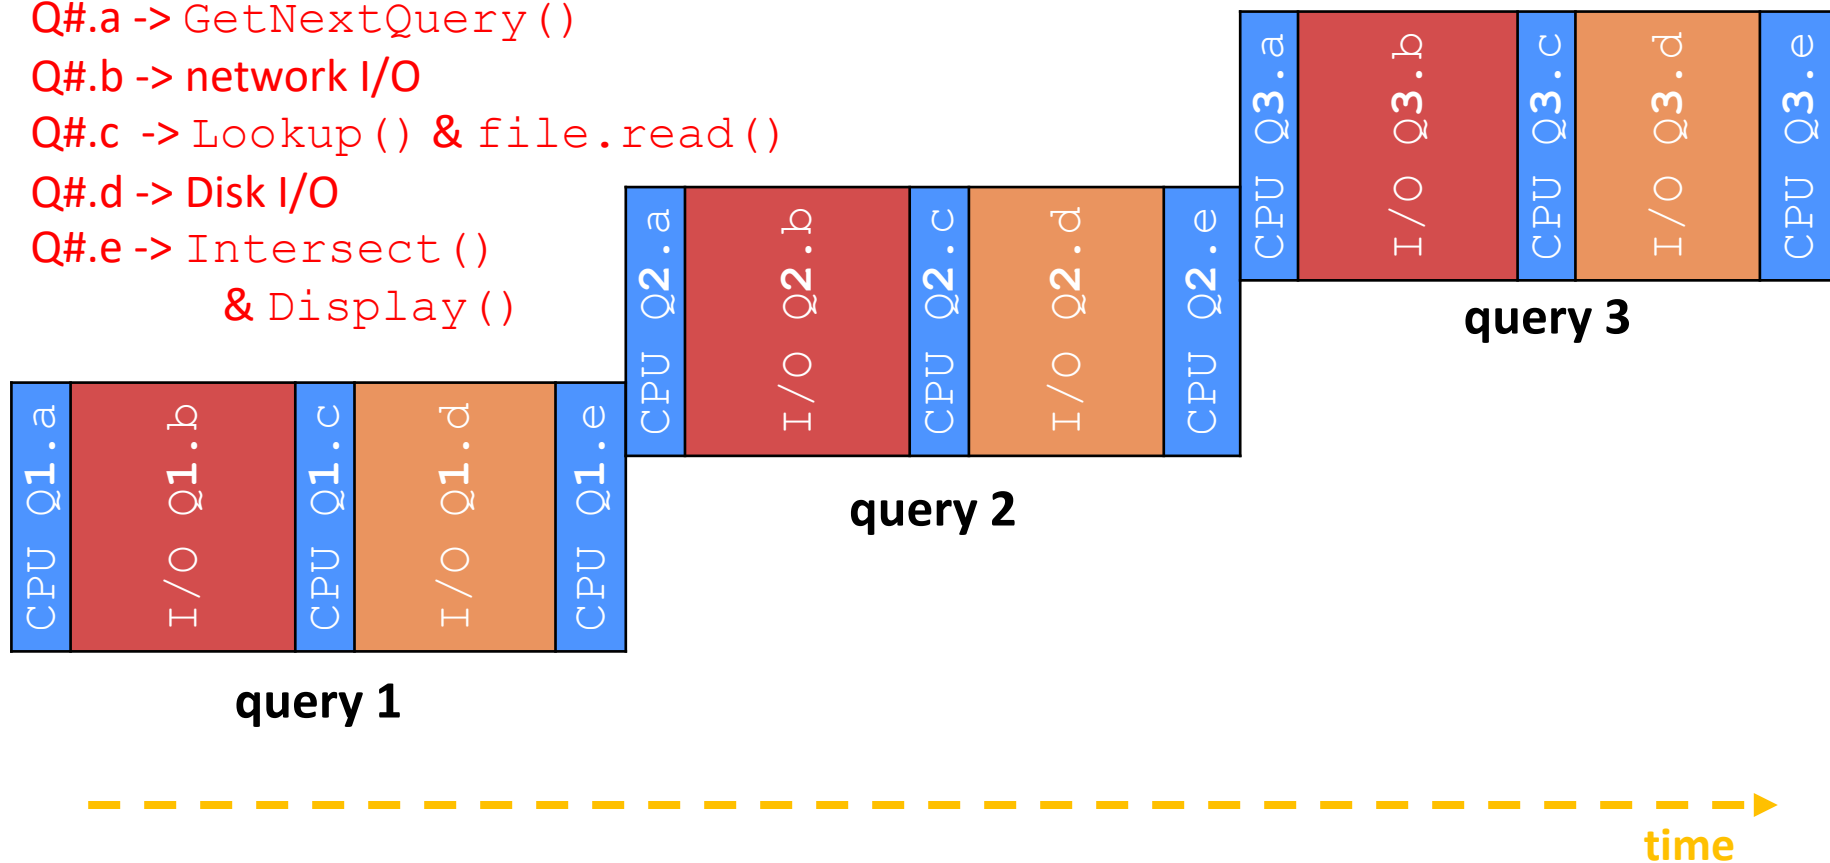 Q#.a -> GetNextQuery()
Q#.b -> network I/O
Q#.c -> Lookup() & file.read()
Q#.d -> Disk I/O
Q#.e -> Intersect()
& Display()
CPU Q1.a
I/O Q1.b
CPU Q1.c
I/O Q1.d
CPU Q1.e
query 1
CPU Q2.a
I/O Q2.b
CPU Q2.c
I/O Q2.d
CPU Q2.e
query 2
CPU Q3.a
I/O Q3.b
CPU Q3.c
I/O Q3.d
CPU Q3.e
query 3
time